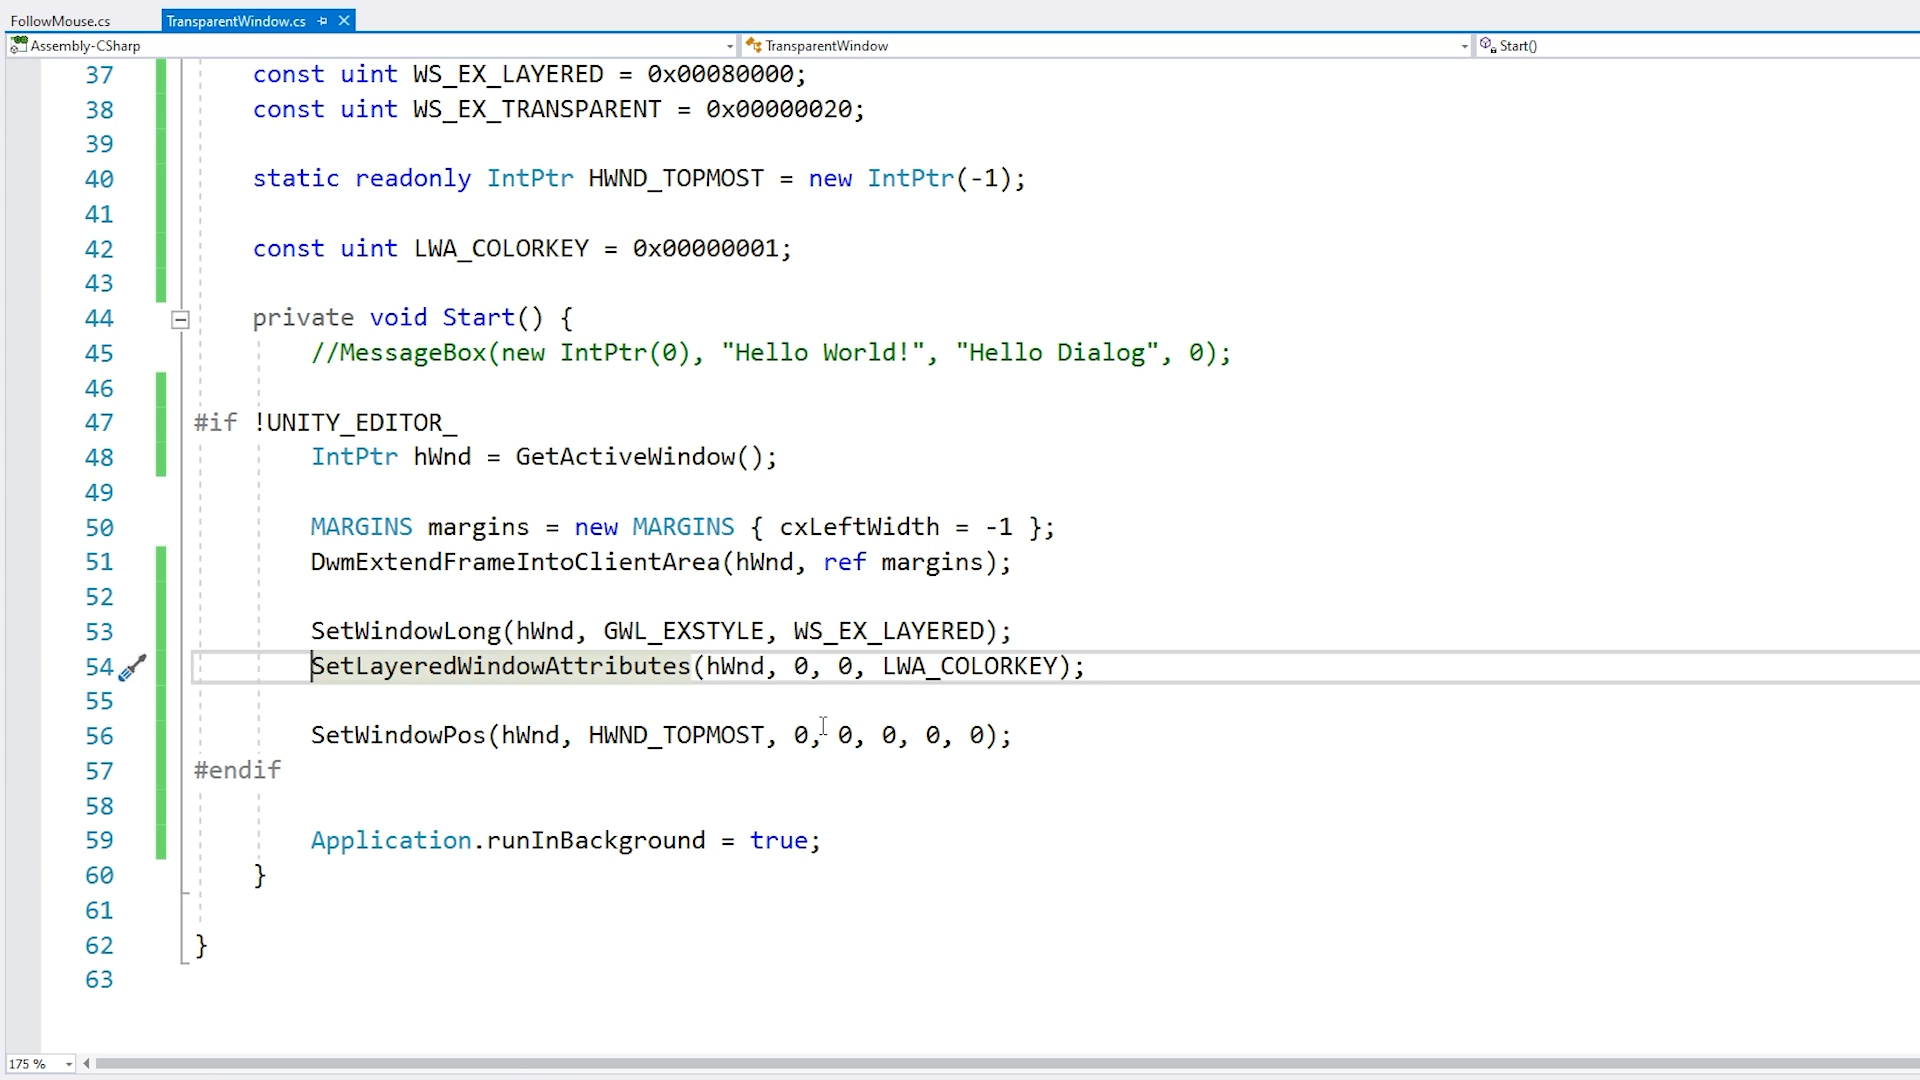 FollowMouse.cs TransparentWindow.cs
Assembly-CSharp TransparentWindow Start()
37 const uint WS_EX_LAYERED = 0x00080000;
38 const uint WS_EX_TRANSPARENT = 0x00000020;
39
40 static readonly IntPtr HWND_TOPMOST = new IntPtr(-1);
41
42 const uint LWA_COLORKEY = 0x00000001;
43
44 private void Start() {
45 //MessageBox(new IntPtr(0), "Hello World!", "Hello Dialog", 0);
46
47 #if !UNITY_EDITOR_
48 IntPtr hWnd = GetActiveWindow();
49
50 MARGINS margins = new MARGINS { cxLeftWidth = -1 };
51 DwmExtendFrameIntoClientArea(hWnd, ref margins);
52
53 SetWindowLong(hWnd, GWL_EXSTYLE, WS_EX_LAYERED);
54 SetLayeredWindowAttributes(hWnd, 0, 0, LWA_COLORKEY);
55
56 SetWindowPos(hWnd, HWND_TOPMOST, 0, 0, 0, 0, 0);
57 #endif
58
59 Application.runInBackground = true;
60 }
61
62 }
63
175 %